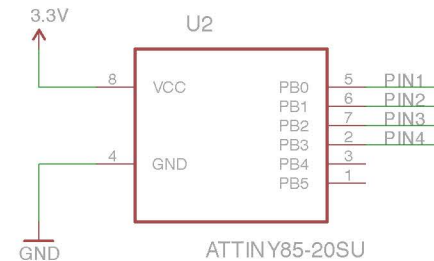 3.3V
U2
8 VCC PB0 5 PIN1
PB1 6 PIN2
PB2 7 PIN3
PB3 2 PIN4
4 GND PB4 3
PB5 1
GND
ATTINY85-20SU